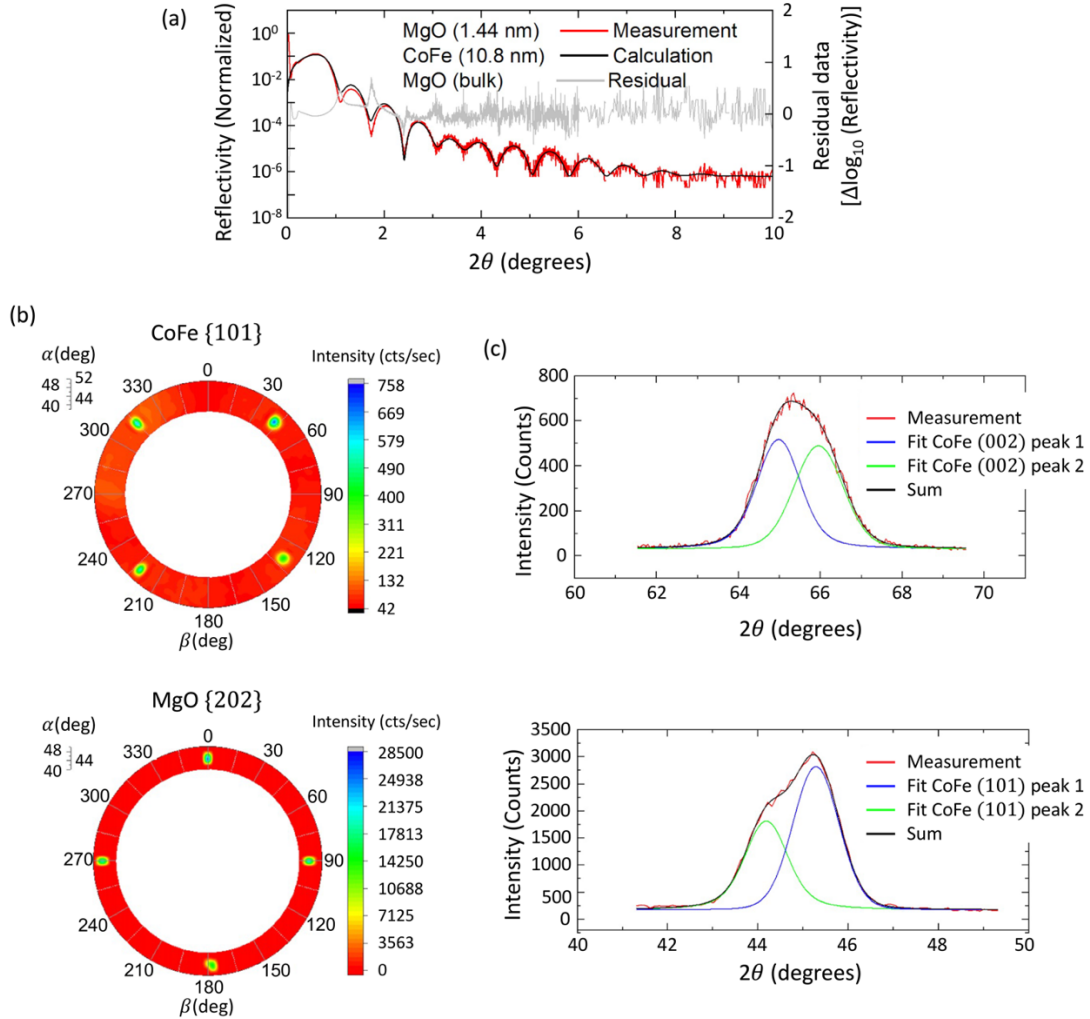 (a)
MgO (1.44 nm) Measurement
CoFe (10.8 nm) Calculation
MgO (bulk) Residual
Reflectivity (Normalized)
10⁰
10⁻²
10⁻⁴
10⁻⁶
10⁻⁸
2
1
0
-1
-2
Residual data
[Δlog₁₀ (Reflectivity)]
0 2 4 6 8 10
2θ (degrees)
(b)
CoFe {101}
α(deg)
48 52
40 44
Intensity (cts/sec)
0
30
60
90
120
150
180
210
240
270
300
330
β(deg)
758
669
579
490
400
311
221
132
42
MgO {202}
α(deg)
48
44
40
Intensity (cts/sec)
0
30
60
90
120
150
180
210
240
270
300
330
β(deg)
28500
24938
21375
17813
14250
10688
7125
3563
0
(c)
Intensity (Counts)
800
600
400
200
0
Measurement
Fit CoFe (002) peak 1
Fit CoFe (002) peak 2
Sum
60 62 64 66 68 70
2θ (degrees)
Intensity (Counts)
3500
3000
2500
2000
1500
1000
500
0
Measurement
Fit CoFe (101) peak 1
Fit CoFe (101) peak 2
Sum
40 42 44 46 48 50
2θ (degrees)